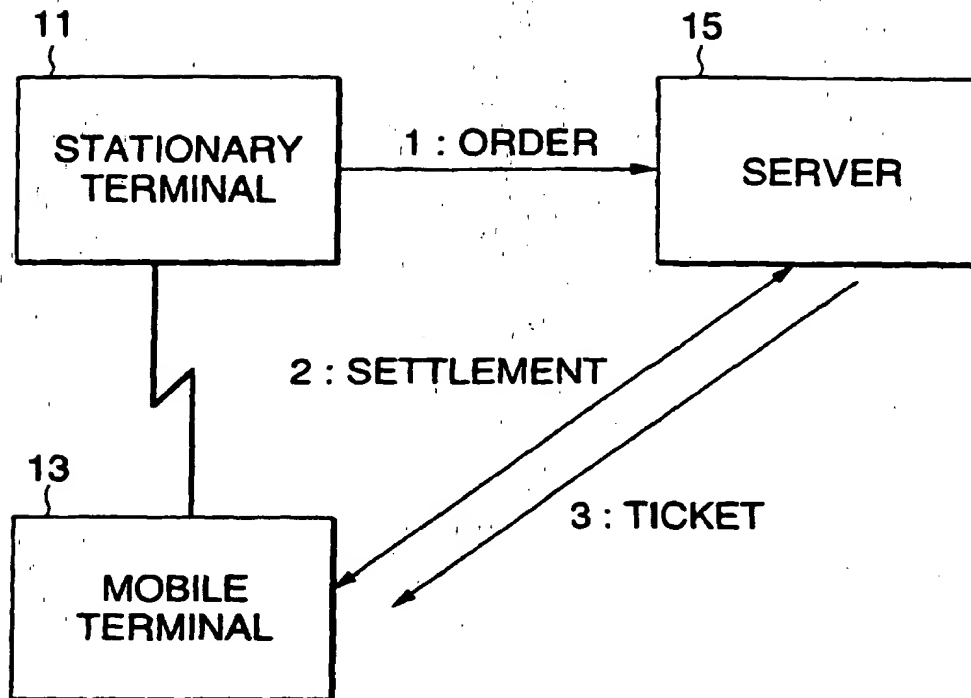 11
15
STATIONARY
TERMINAL
1 : ORDER
SERVER
2 : SETTLEMENT
13
3 : TICKET
MOBILE
TERMINAL